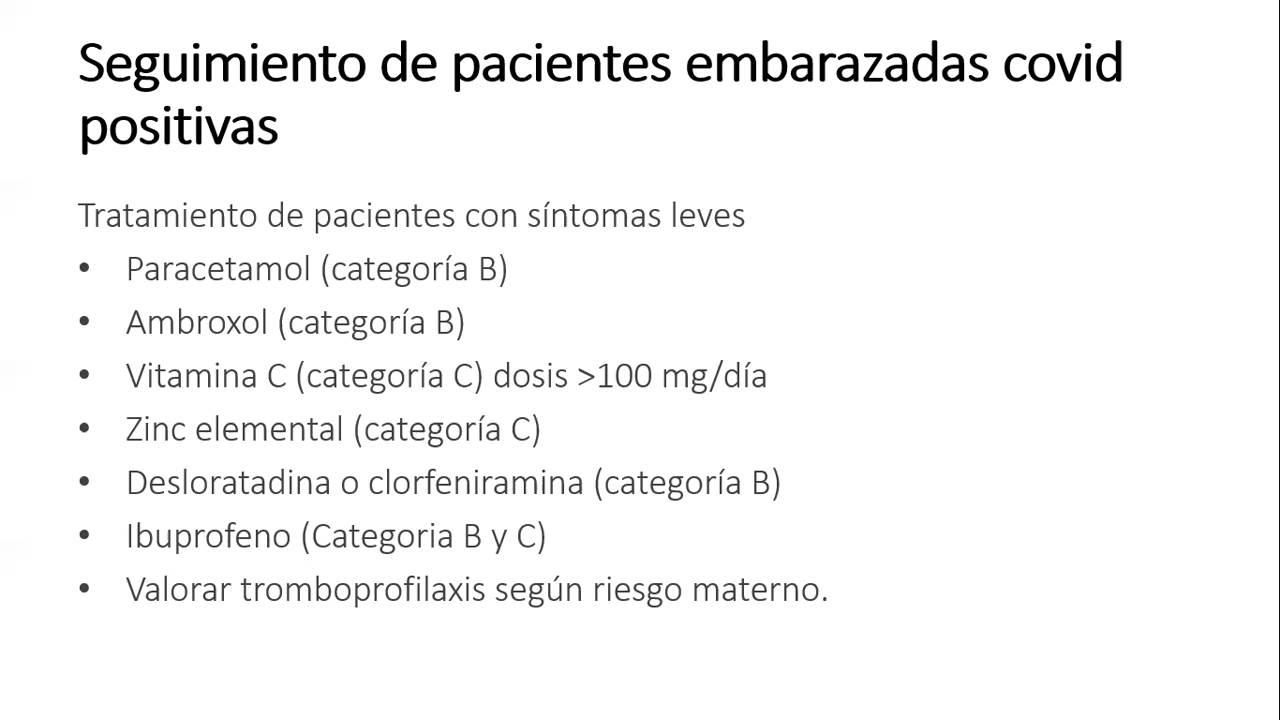 Seguimiento de pacientes embarazadas covid
positivas
Tratamiento de pacientes con síntomas leves
• Paracetamol (categoría B)
• Ambroxol (categoría B)
• Vitamina C (categoría C) dosis >100 mg/día
• Zinc elemental (categoría C)
• Desloratadina o clorfeniramina (categoría B)
• Ibuprofeno (Categoria B y C)
• Valorar tromboprofilaxis según riesgo materno.